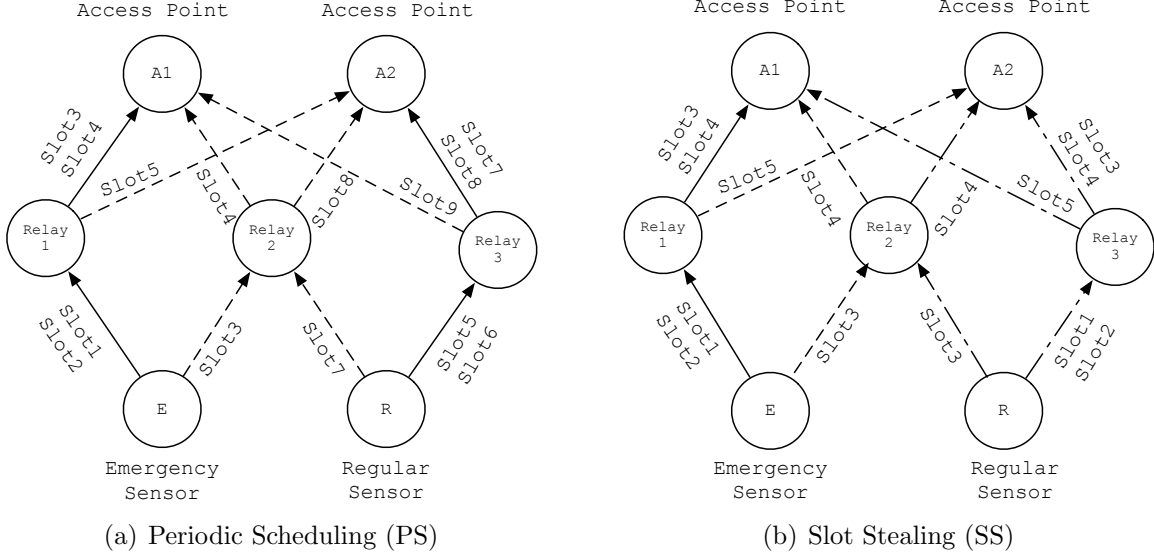 Access Point Access Point
A1 A2
Slot3
Slot4
Slot5
Slot4
Slot8
Slot9
Slot7
Slot8
Relay
1
Relay
2
Relay
3
Slot1
Slot2
Slot3
Slot7
Slot5
Slot6
E R
Emergency
Sensor
Regular
Sensor
(a) Periodic Scheduling (PS)
Access Point Access Point
A1 A2
Slot3
Slot4
Slot5
Slot4
Slot4
Slot5
Slot3
Slot4
Relay
1
Relay
2
Relay
3
Slot1
Slot2
Slot3
Slot3
Slot1
Slot2
E R
Emergency
Sensor
Regular
Sensor
(b) Slot Stealing (SS)